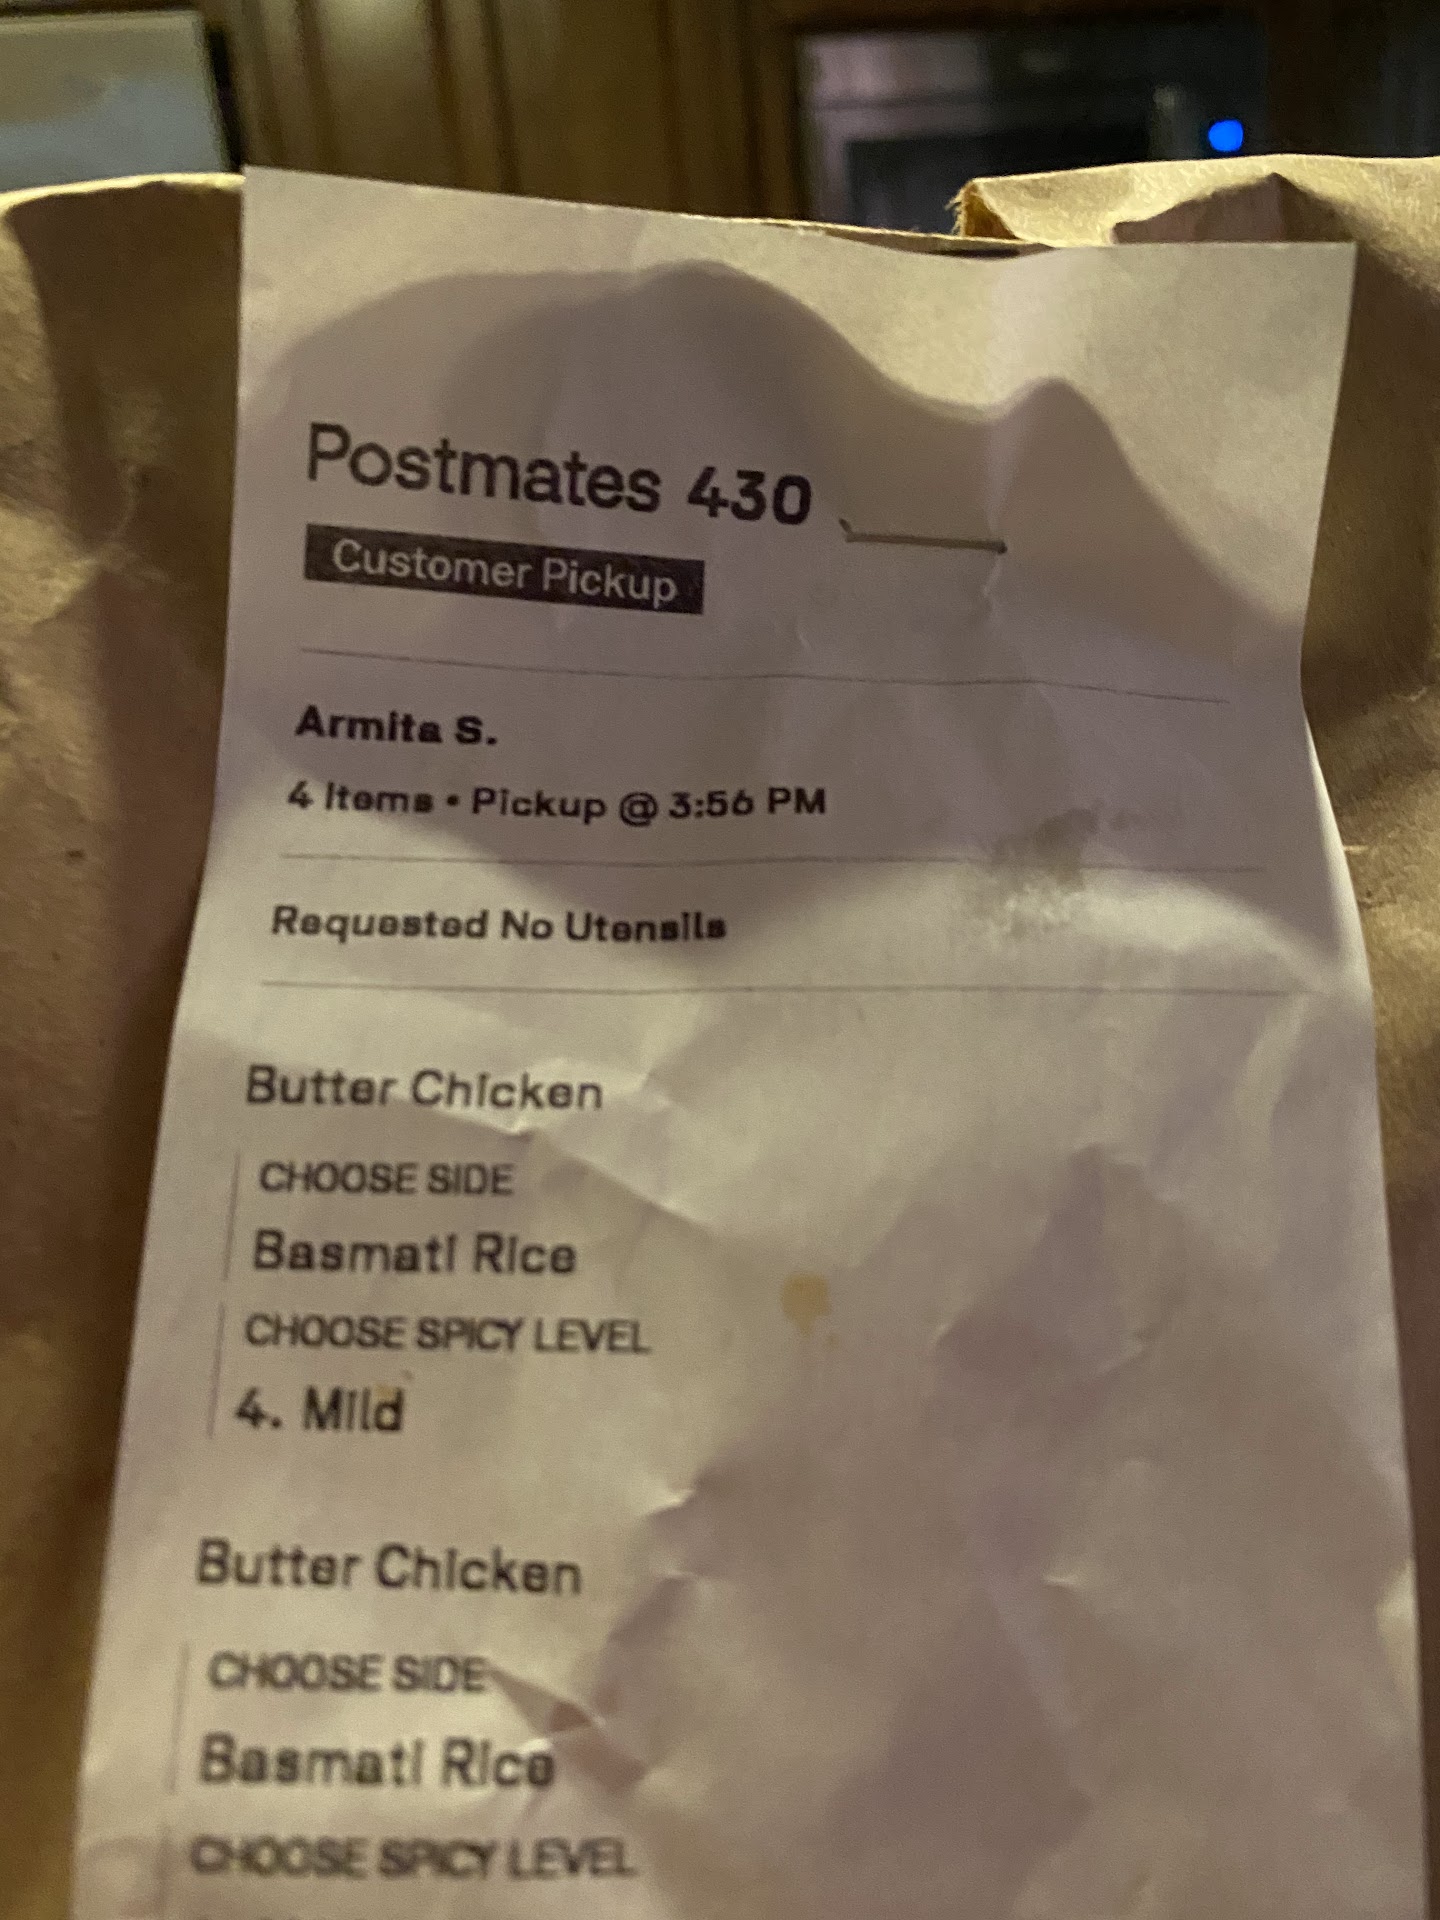 Postmates 430
Customer Pickup
Armita S.
4 Items • Pickup @ 3:56 PM
Requested No Utensils
Butter Chicken
CHOOSE SIDE
Basmati Rice
CHOOSE SPICY LEVEL
4. Mild
Butter Chicken
CHOOSE SIDE
Basmati Rice
CHOOSE SPICY LEVEL